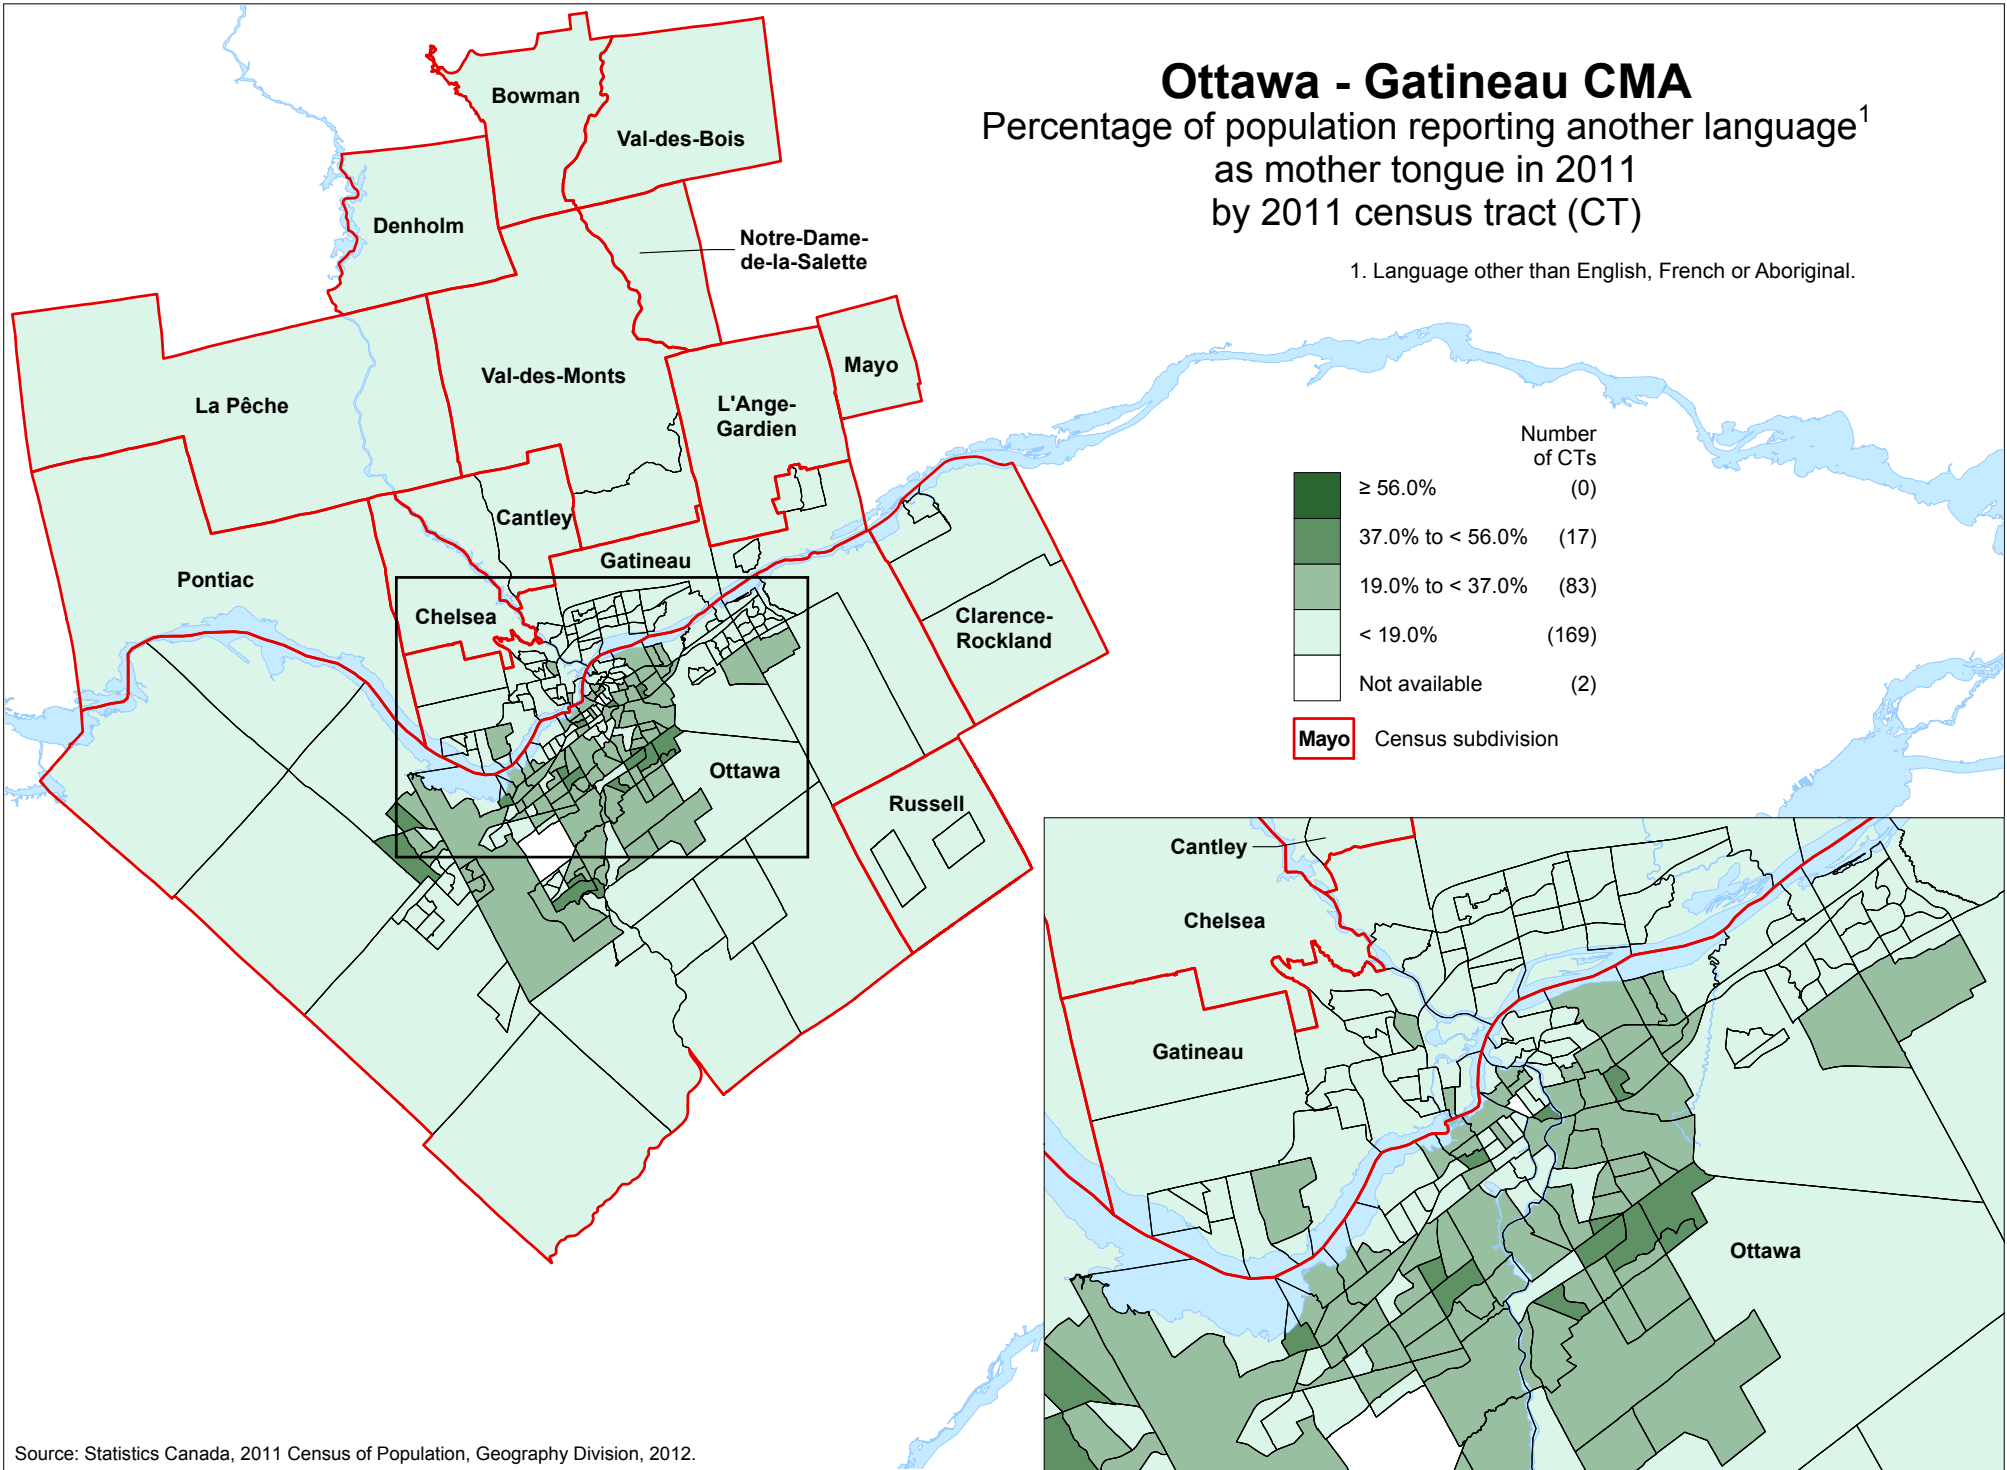 Ottawa - Gatineau CMA
Percentage of population reporting another language1
as mother tongue in 2011
by 2011 census tract (CT)
1. Language other than English, French or Aboriginal.
Bowman
Val-des-Bois
Denholm
Notre-Dame-
de-la-Salette
Val-des-Monts
La Pêche
L'Ange-
Gardien
Mayo
Cantley
Gatineau
Pontiac
Chelsea
Clarence-
Rockland
Ottawa
Russell
Number
of CTs
≥ 56.0% (0)
37.0% to < 56.0% (17)
19.0% to < 37.0% (83)
< 19.0% (169)
Not available (2)
Mayo Census subdivision
Cantley
Chelsea
Gatineau
Ottawa
Source: Statistics Canada, 2011 Census of Population, Geography Division, 2012.